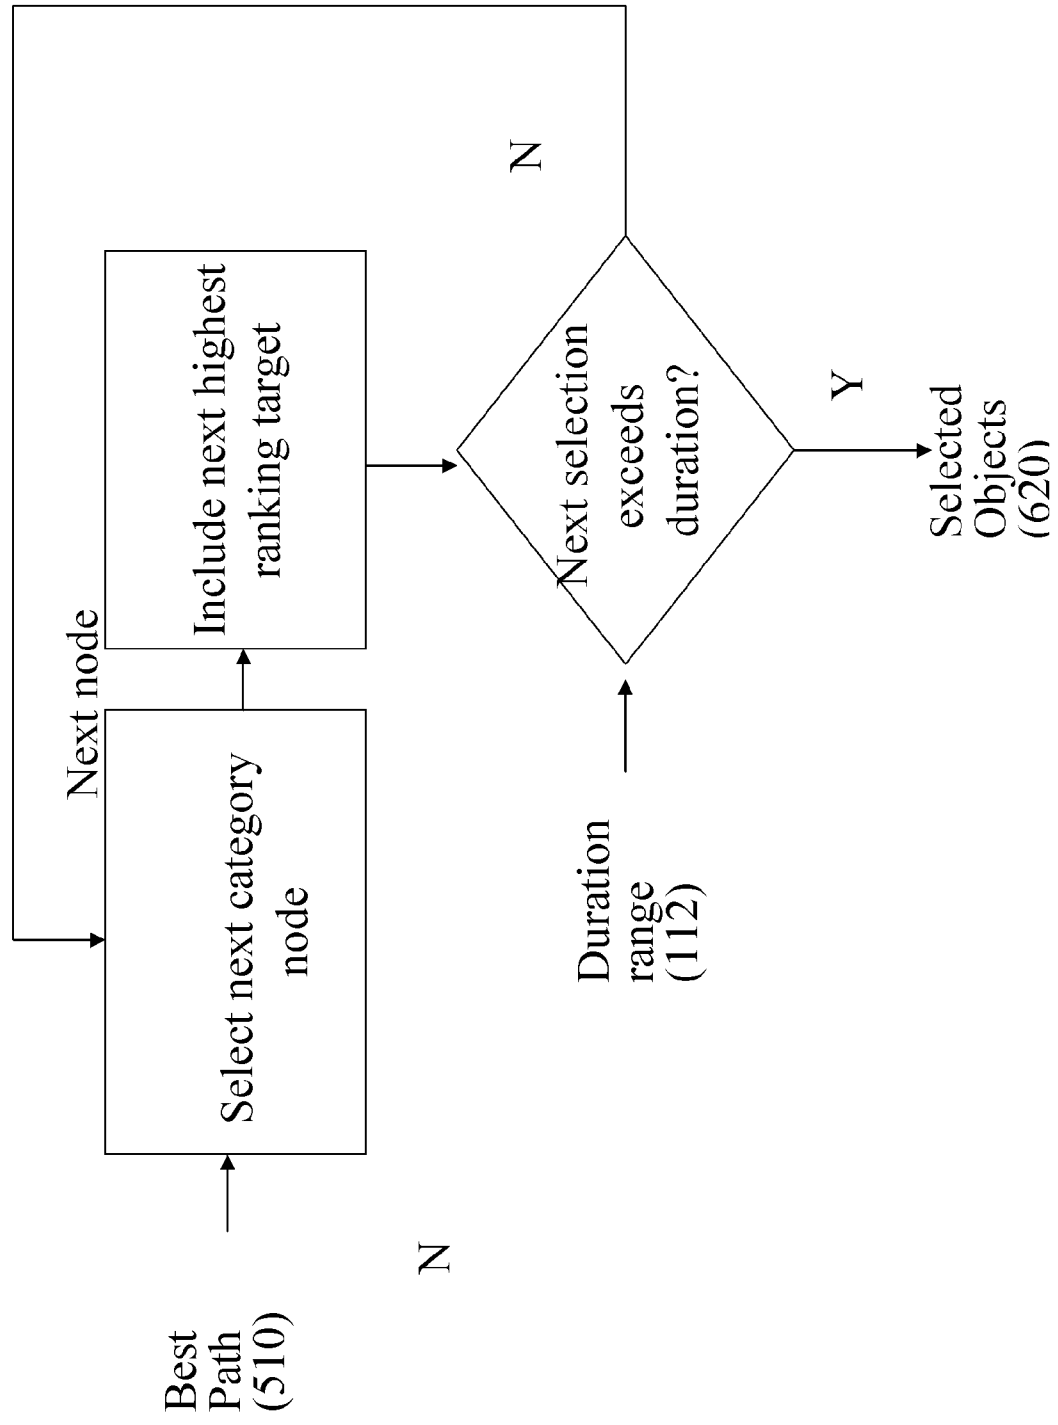 Best
Path
(510)
N
Select next category
node
Next node
Include next highest
ranking target
Duration
range
(112)
Next selection
exceeds
duration?
N
Y
Selected
Objects
(620)